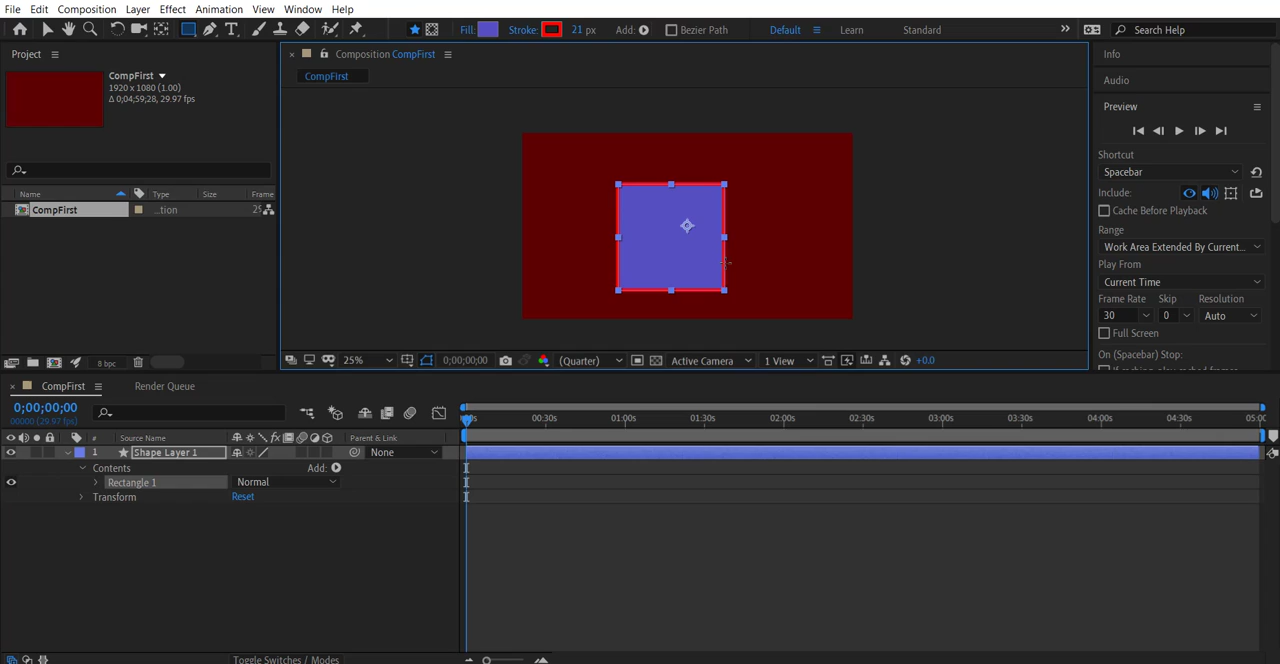 File Edit Composition Layer Effect Animation View Window Help
Fill: Stroke: 21 px Add: Bezier Path Default Learn Standard Search Help
Project
Composition CompFirst
CompFirst
CompFirst
1920 x 1080 (1.00)
Δ 0;04;59;28, 29.97 fps
Name Type Size Frame
CompFirst ...tion 29
8 bpc
25% 0;00;00;00 (Quarter) Active Camera 1 View +0.0
Info
Audio
Preview
Shortcut
Spacebar
Include:
Cache Before Playback
Range
Work Area Extended By Current...
Play From
Current Time
Frame Rate Skip Resolution
30 0 Auto
Full Screen
On (Spacebar) Stop:
CompFirst Render Queue
0;00;00;00
00000 (29.97 fps)
00:30s 01:00s 01:30s 02:00s 02:30s 03:00s 03:30s 04:00s 04:30s
# Source Name Parent & Link
1 Shape Layer 1 None
Contents Add:
Rectangle 1 Normal
Transform Reset
Toggle Switches / Modes